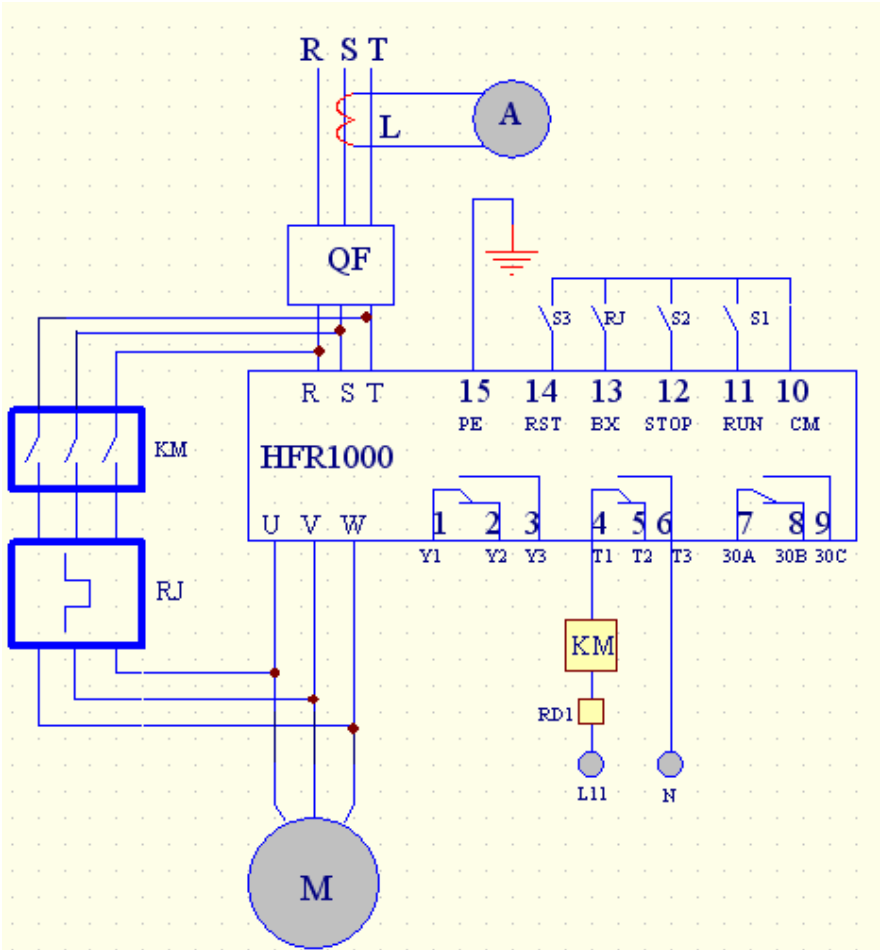 R S T
A
L
QF
S3 RJ S2 S1
R S T
15 14 13 12 11 10
PE RST BX STOP RUN CM
KM
HFR1000
U V W
1 2 3 4 5 6 7 8 9
Y1 Y2 Y3 T1 T2 T3 30A 30B 30C
RJ
KM
RD1
L11 N
M